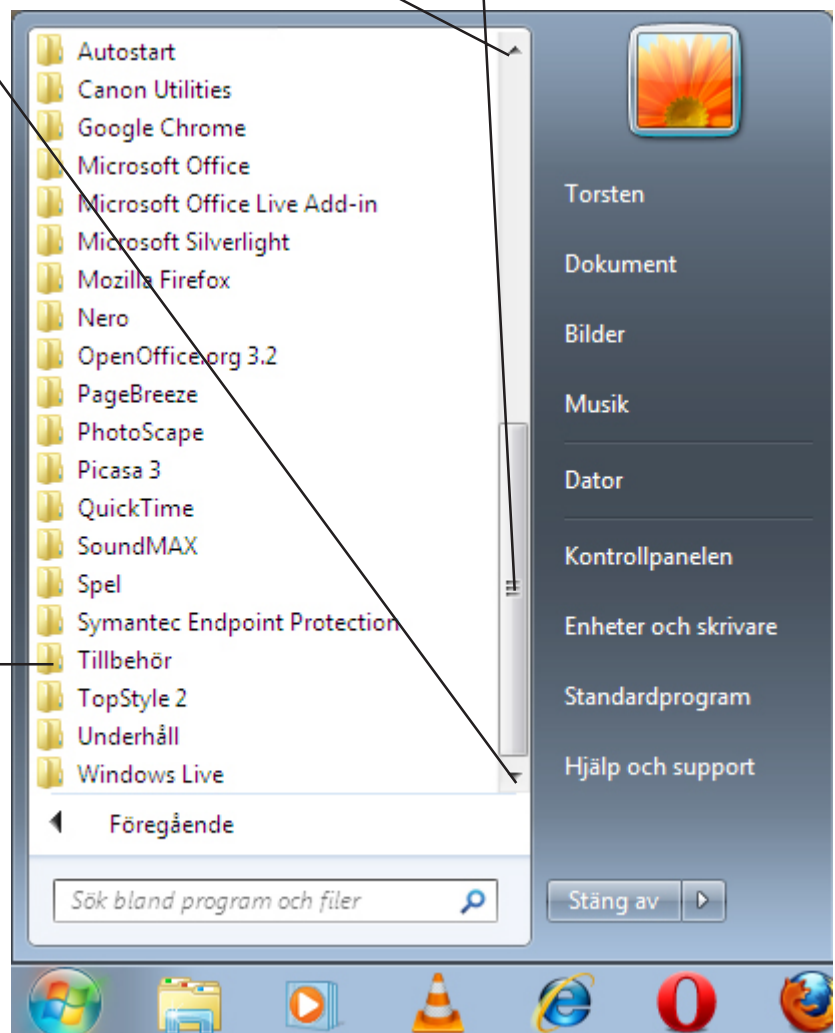 Autostart
Canon Utilities
Google Chrome
Microsoft Office
Microsoft Office Live Add-in
Microsoft Silverlight
Mozilla Firefox
Nero
OpenOffice.org 3.2
PageBreeze
PhotoScape
Picasa 3
QuickTime
SoundMAX
Spel
Symantec Endpoint Protection
Tillbehör
TopStyle 2
Underhåll
Windows Live
Föregående
Sök bland program och filer
Torsten
Dokument
Bilder
Musik
Dator
Kontrollpanelen
Enheter och skrivare
Standardprogram
Hjälp och support
Stäng av